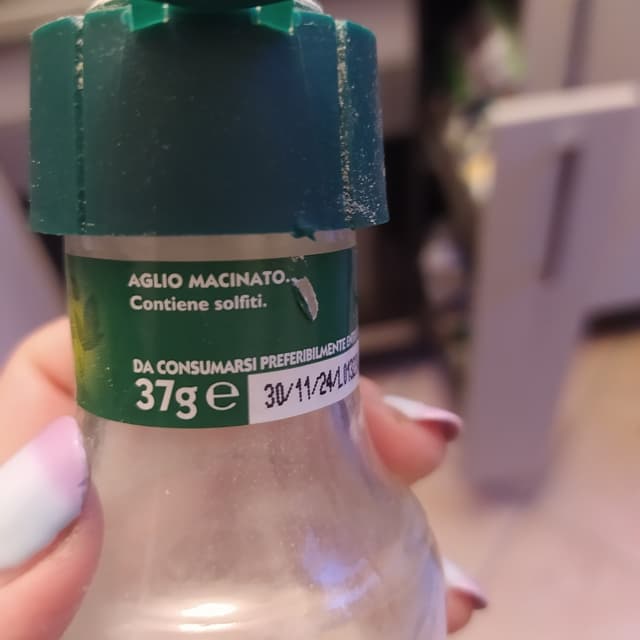 AGLIO MACINATO.
Contiene solfiti.
DA CONSUMARSI PREFERIBILMENTE
37g e 30/11/24/